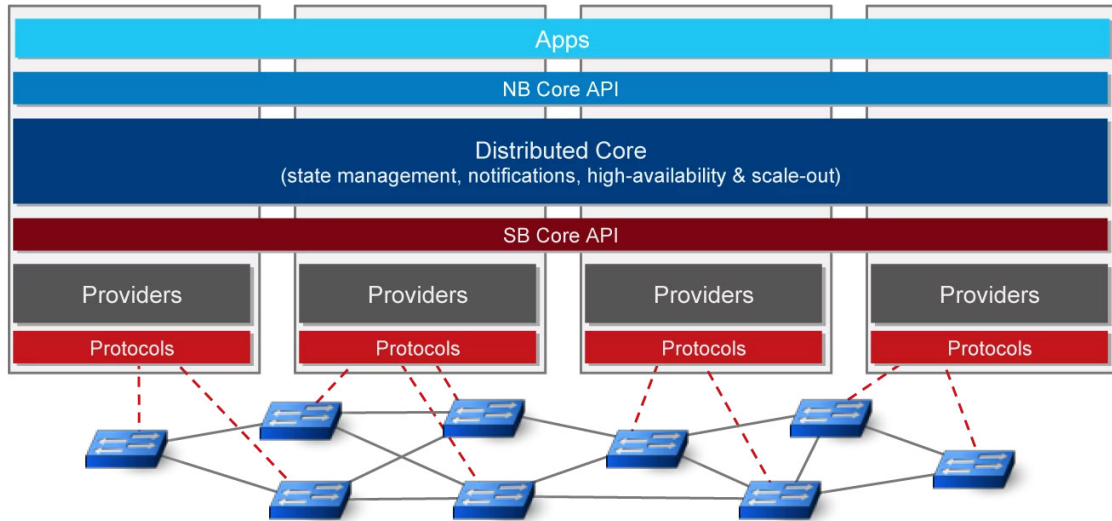 Apps
NB Core API
Distributed Core
(state management, notifications, high-availability & scale-out)
SB Core API
Providers
Providers
Providers
Providers
Protocols
Protocols
Protocols
Protocols